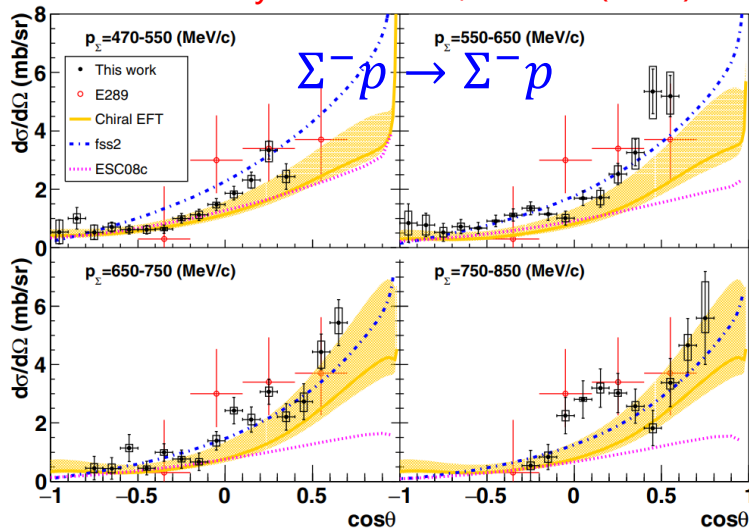 8
6
4
2
0
dσ/dΩ (mb/sr)
p_Σ=470-550 (MeV/c)
This work
E289
Chiral EFT
fss2
ESC08c
p_Σ=550-650 (MeV/c)
Σ⁻p → Σ⁻p
8
6
4
2
0
dσ/dΩ (mb/sr)
p_Σ=650-750 (MeV/c)
p_Σ=750-850 (MeV/c)
−1 −0.5 0 0.5 −1 −0.5 0 0.5 1
cosθ cosθ